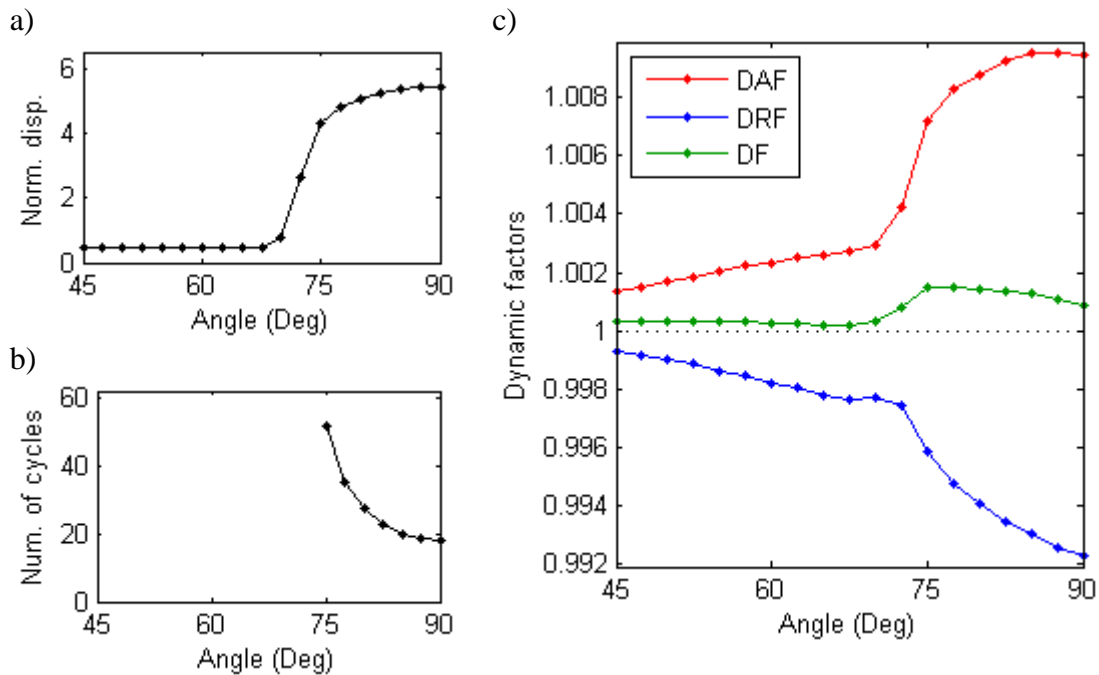 a)
6
4
2
0
Norm. disp.
45 60 75 90
Angle (Deg)
b)
60
40
20
0
Num. of cycles
45 60 75 90
Angle (Deg)
c)
DAF
DRF
DF
1.008
1.006
1.004
1.002
1
0.998
0.996
0.994
0.992
Dynamic factors
45 60 75 90
Angle (Deg)